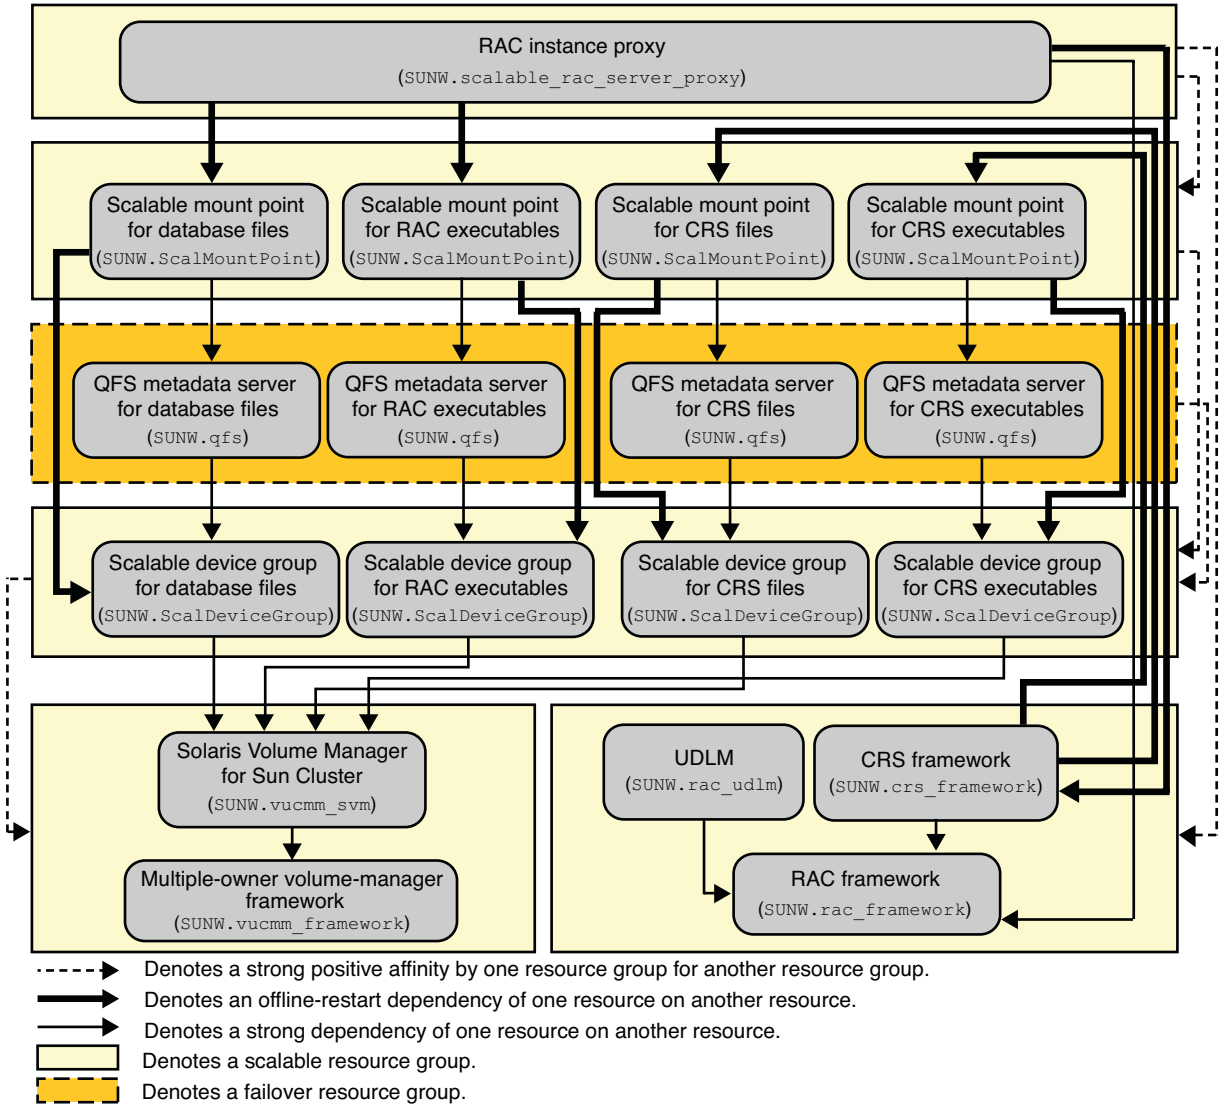 RAC instance proxy
(SUNW.scalable_rac_server_proxy)
Scalable mount point
for database files
(SUNW.ScalMountPoint)
Scalable mount point
for RAC executables
(SUNW.ScalMountPoint)
Scalable mount point
for CRS files
(SUNW.ScalMountPoint)
Scalable mount point
for CRS executables
(SUNW.ScalMountPoint)
QFS metadata server
for database files
(SUNW.qfs)
QFS metadata server
for RAC executables
(SUNW.qfs)
QFS metadata server
for CRS files
(SUNW.qfs)
QFS metadata server
for CRS executables
(SUNW.qfs)
Scalable device group
for database files
(SUNW.ScalDeviceGroup)
Scalable device group
for RAC executables
(SUNW.ScalDeviceGroup)
Scalable device group
for CRS files
(SUNW.ScalDeviceGroup)
Scalable device group
for CRS executables
(SUNW.ScalDeviceGroup)
Solaris Volume Manager
for Sun Cluster
(SUNW.vucmm_svm)
Multiple-owner volume-manager
framework
(SUNW.vucmm_framework)
UDLM
(SUNW.rac_udlm)
CRS framework
(SUNW.crs_framework)
RAC framework
(SUNW.rac_framework)
Denotes a strong positive affinity by one resource group for another resource group.
Denotes an offline-restart dependency of one resource on another resource.
Denotes a strong dependency of one resource on another resource.
Denotes a scalable resource group.
Denotes a failover resource group.